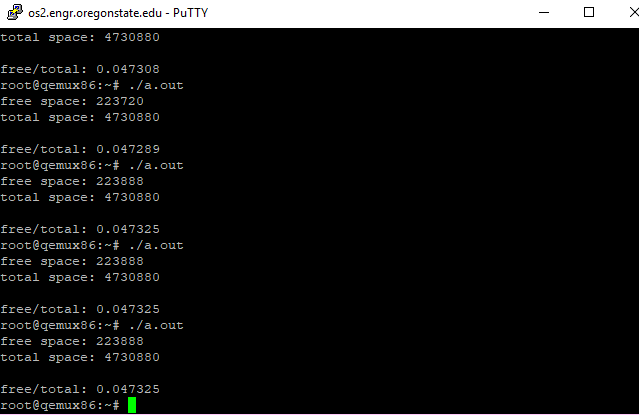 os2.engr.oregonstate.edu - PuTTY
total space: 4730880
free/total: 0.047308
root@qemux86:~# ./a.out
free space: 223720
total space: 4730880
free/total: 0.047289
root@qemux86:~# ./a.out
free space: 223888
total space: 4730880
free/total: 0.047325
root@qemux86:~# ./a.out
free space: 223888
total space: 4730880
free/total: 0.047325
root@qemux86:~# ./a.out
free space: 223888
total space: 4730880
free/total: 0.047325
root@qemux86:~#